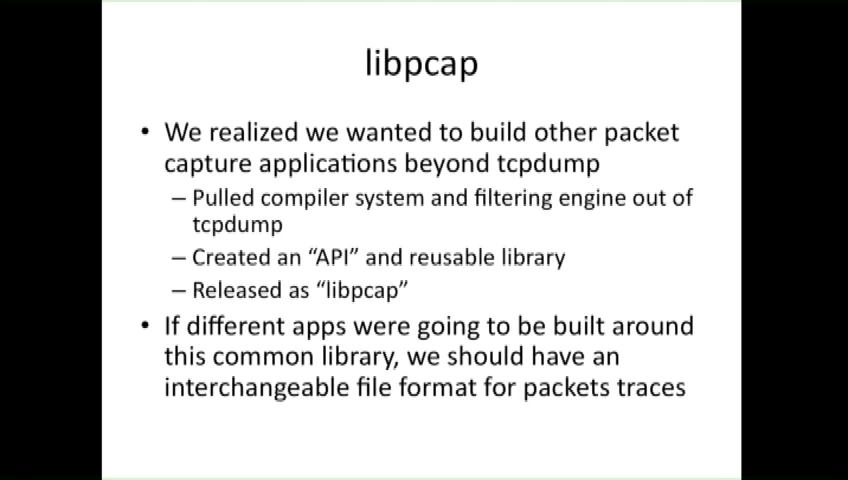 libpcap
• We realized we wanted to build other packet
capture applications beyond tcpdump
– Pulled compiler system and filtering engine out of
tcpdump
– Created an “API” and reusable library
– Released as “libpcap”
• If different apps were going to be built around
this common library, we should have an
interchangeable file format for packets traces